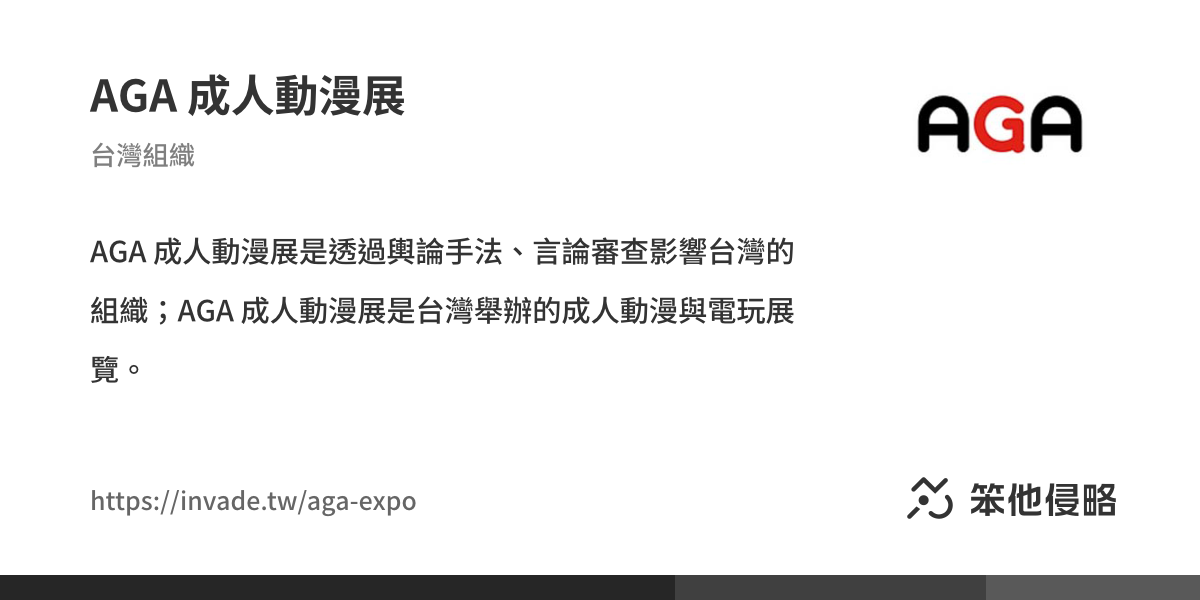 AGA 成人動漫展
AGA
台灣組織
AGA 成人動漫展是透過輿論手法、言論審查影響台灣的
組織；AGA 成人動漫展是台灣舉辦的成人動漫與電玩展
覽。
https://invade.tw/aga-expo
笨他侵略